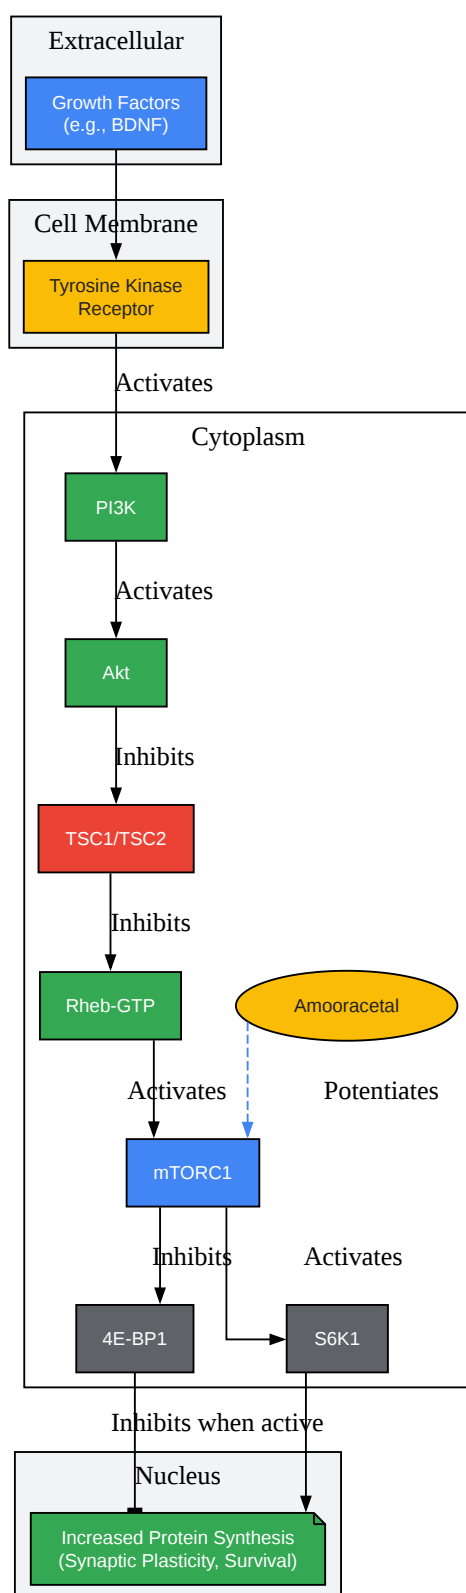 Extracellular
Growth Factors
(e.g., BDNF)
Cell Membrane
Tyrosine Kinase
Receptor
Activates
Cytoplasm
PI3K
Activates
Akt
Inhibits
TSC1/TSC2
Inhibits
Rheb-GTP
Amooracetal
Activates
Potentiates
mTORC1
Inhibits
Activates
4E-BP1
S6K1
Inhibits when active
Nucleus
Increased Protein Synthesis
(Synaptic Plasticity, Survival)